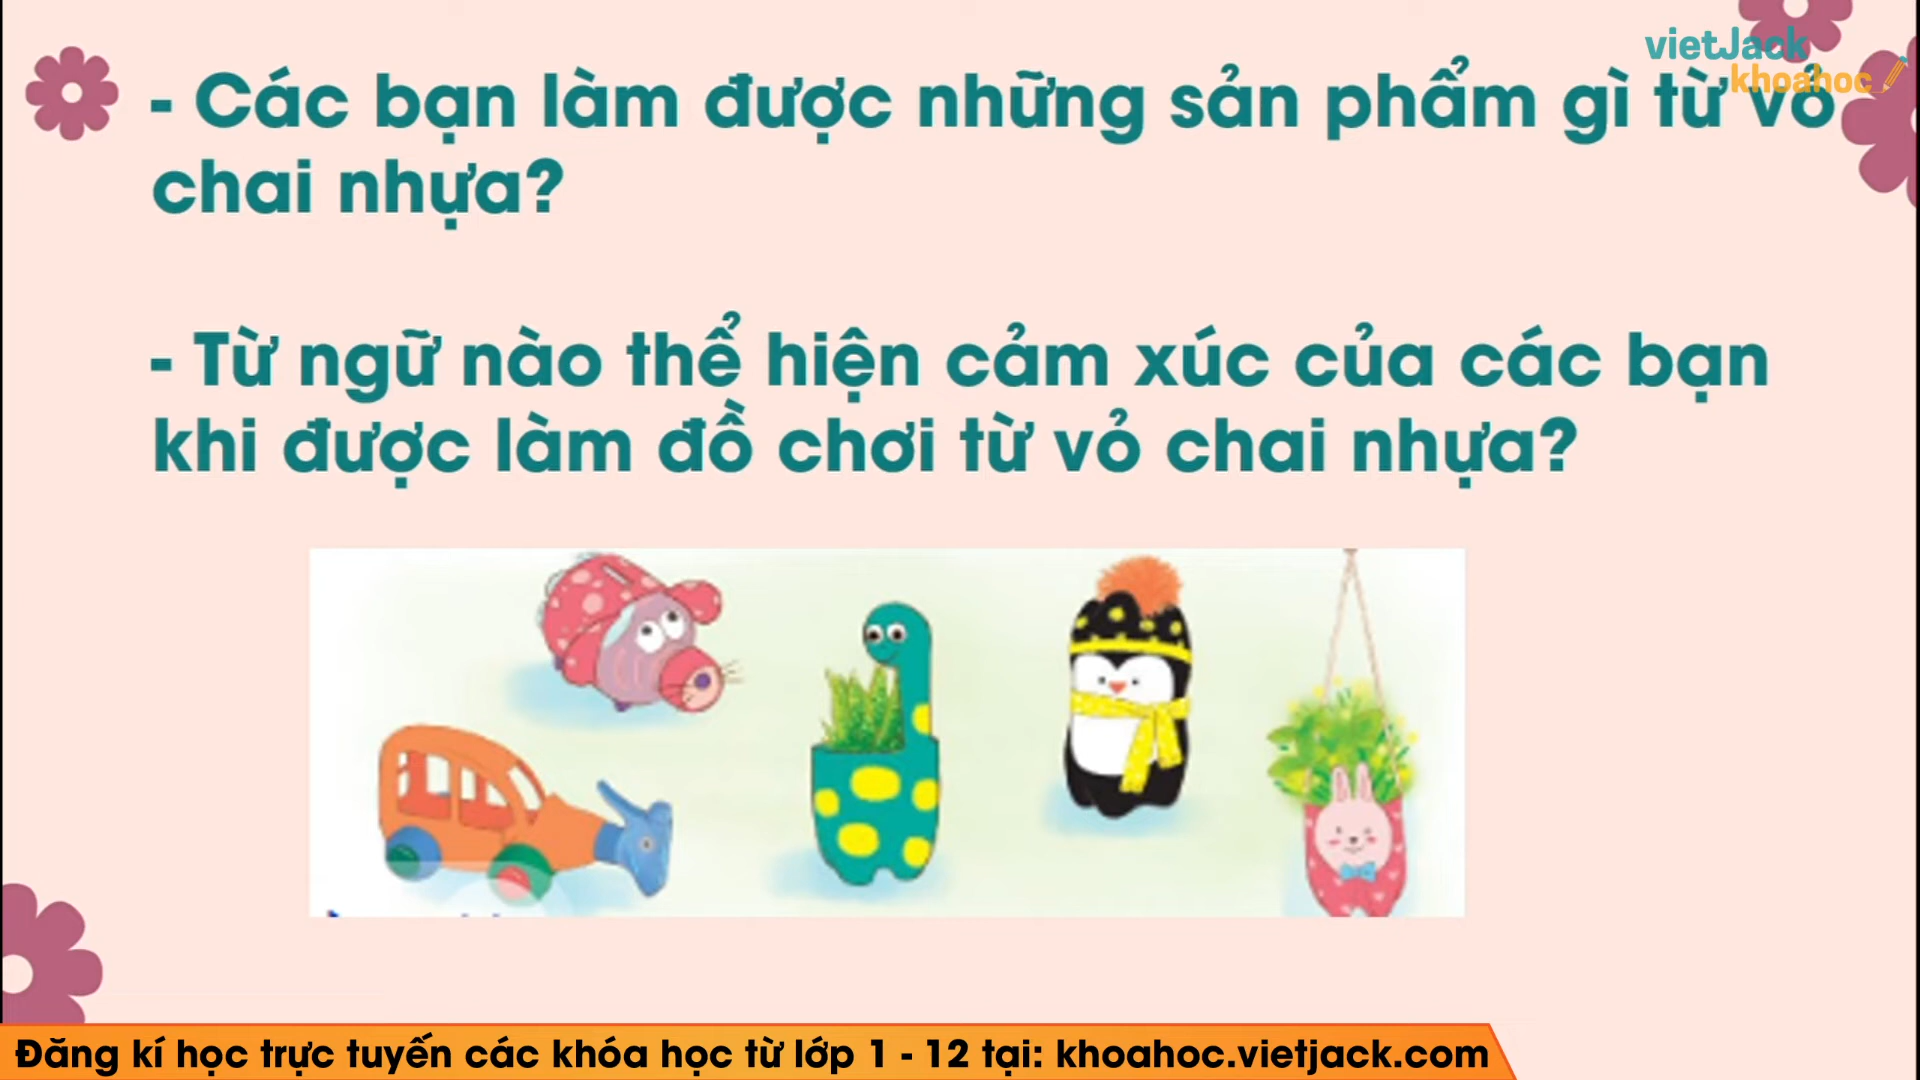 vietJack
khoahoc
- Các bạn làm được những sản phẩm gì từ vỏ
chai nhựa?
- Từ ngữ nào thể hiện cảm xúc của các bạn
khi được làm đồ chơi từ vỏ chai nhựa?
Đăng kí học trực tuyến các khóa học từ lớp 1 - 12 tại: khoahoc.vietjack.com